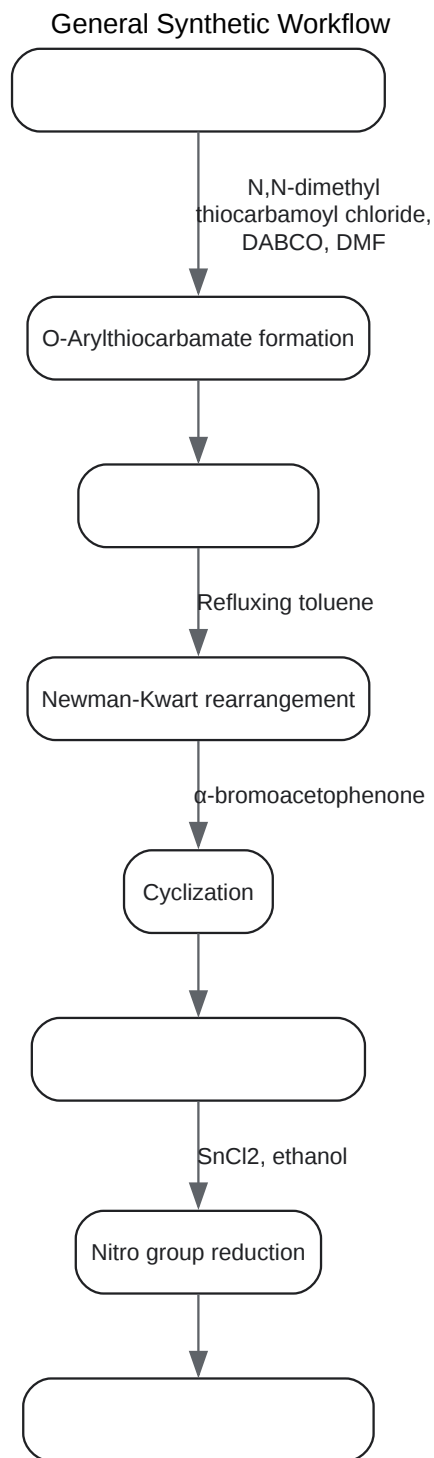 General Synthetic Workflow
N,N-dimethyl
thiocarbamoyl chloride,
DABCO, DMF
O-Arylthiocarbamate formation
Refluxing toluene
Newman-Kwart rearrangement
α-bromoacetophenone
Cyclization
SnCl2, ethanol
Nitro group reduction